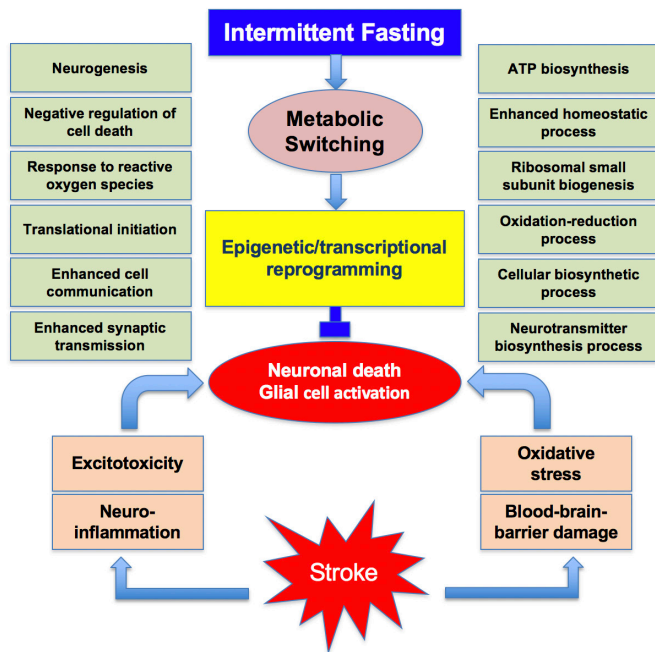 Intermittent Fasting
Metabolic
Switching
Epigenetic/transcriptional
reprogramming
Neurogenesis
Negative regulation of
cell death
Response to reactive
oxygen species
Translational initiation
Enhanced cell
communication
Enhanced synaptic
transmission
ATP biosynthesis
Enhanced homeostatic
process
Ribosomal small
subunit biogenesis
Oxidation-reduction
process
Cellular biosynthetic
process
Neurotransmitter
biosynthesis process
Neuronal death
Glial cell activation
Excitotoxicity
Neuro-
inflammation
Oxidative
stress
Blood-brain-
barrier damage
Stroke